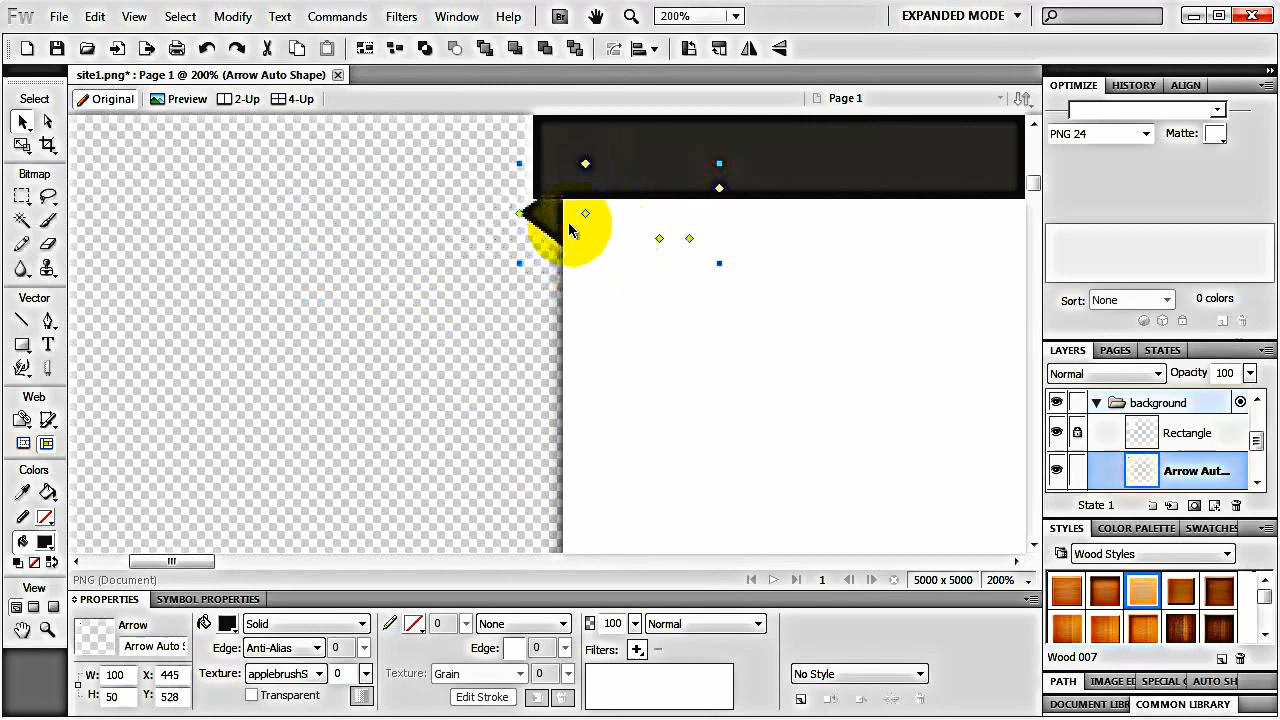 Fw File Edit View Select Modify Text Commands Filters Window Help Br 200% EXPANDED MODE
site1.png* : Page 1 @ 200% (Arrow Auto Shape)
Original Preview 2-Up 4-Up Page 1
Select
Bitmap
Vector
Web
Colors
View
OPTIMIZE HISTORY ALIGN
PNG 24 Matte:
Sort: None 0 colors
LAYERS PAGES STATES
Normal Opacity 100
background
Rectangle
Arrow Aut...
State 1
STYLES COLOR PALETTE SWATCHES
Wood Styles
Wood 007
PATH IMAGE E SPECIAL AUTO SH
DOCUMENT LIBR COMMON LIBRARY
PNG (Document) 1 5000 x 5000 200%
PROPERTIES SYMBOL PROPERTIES
Arrow Solid 0 None 100 Normal
Arrow Auto S Edge: Anti-Alias 0 Edge: 0 Filters:
W: 100 X: 445 Texture: applebrushS 0 Texture: Grain 0 No Style
H: 50 Y: 528 Transparent Edit Stroke